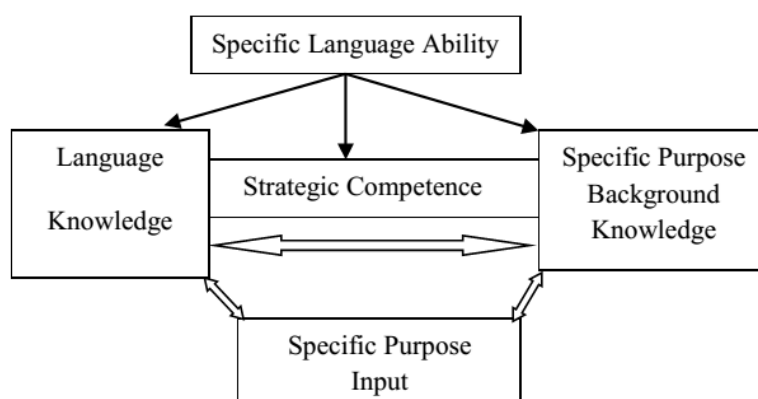 Specific Language Ability
Language
Knowledge
Strategic Competence
Specific Purpose
Background
Knowledge
Specific Purpose
Input